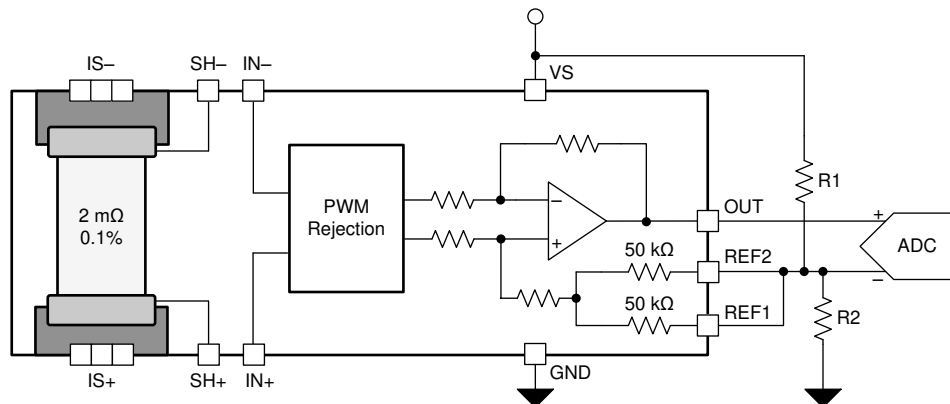 IS–
SH–
IN–
VS
R1
2 mΩ
0.1%
PWM
Rejection
–
+
OUT
+
ADC
50 kΩ
REF2
–
50 kΩ
REF1
R2
GND
IS+
SH+
IN+